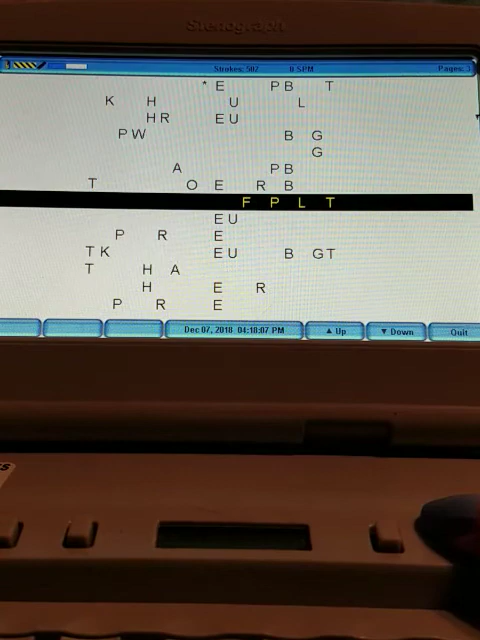 Stenograph
Strokes: 507 0 SPM Pages: 3
* E PB T
K H U L
HR EU
PW B G
G
A PB
T O E R B
F P L T
EU
P R E
TK EU B GT
T H A
H E R
P R E
Dec 07, 2018 04:18:07 PM ▲ Up ▼ Down Quit